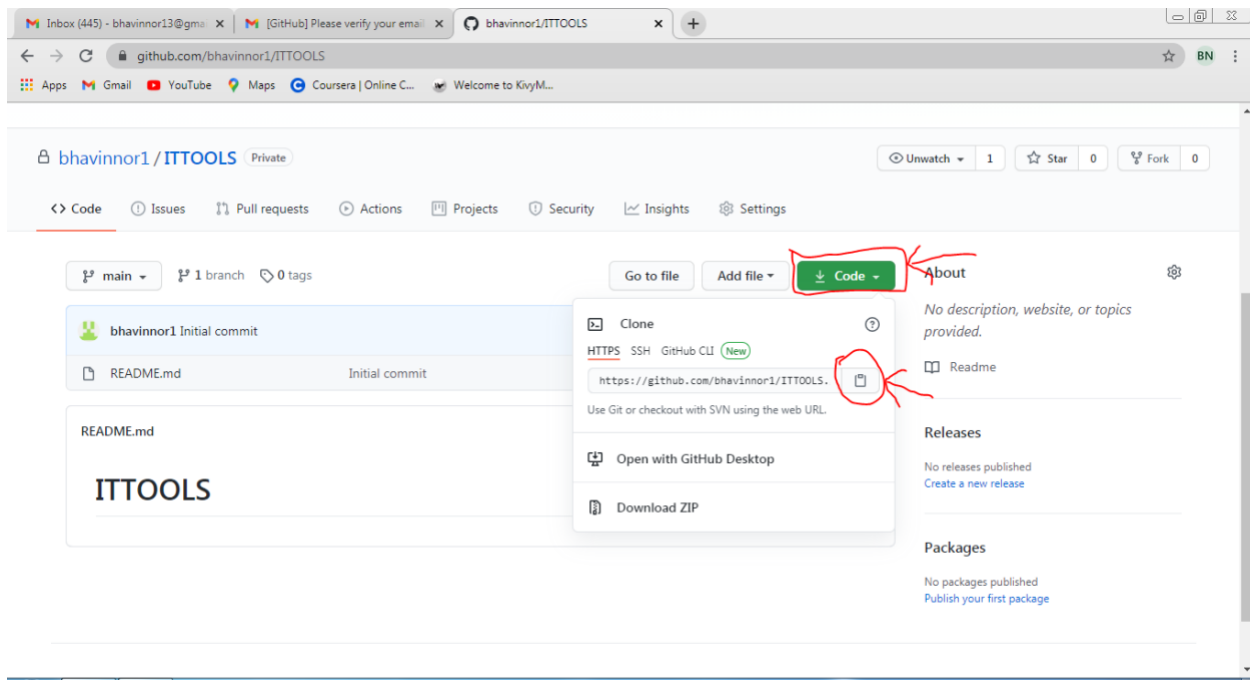 Inbox (445) - bhavinnor13@gma
[GitHub] Please verify your email
bhavinnor1/ITTOOLS
github.com/bhavinnor1/ITTOOLS
BN
Apps Gmail YouTube Maps Coursera | Online C... Welcome to KivyM...
bhavinnor1 / ITTOOLS Private
Unwatch 1 Star 0 Fork 0
<> Code Issues Pull requests Actions Projects Security Insights Settings
main 1 branch 0 tags
Go to file Add file Code
About
No description, website, or topics
provided.
Readme
bhavinnor1 Initial commit
README.md Initial commit
Clone
HTTPS SSH GitHub CLI New
https://github.com/bhavinnor1/ITTOOLS.
Use Git or checkout with SVN using the web URL.
Open with GitHub Desktop
Download ZIP
README.md
ITTOOLS
Releases
No releases published
Create a new release
Packages
No packages published
Publish your first package